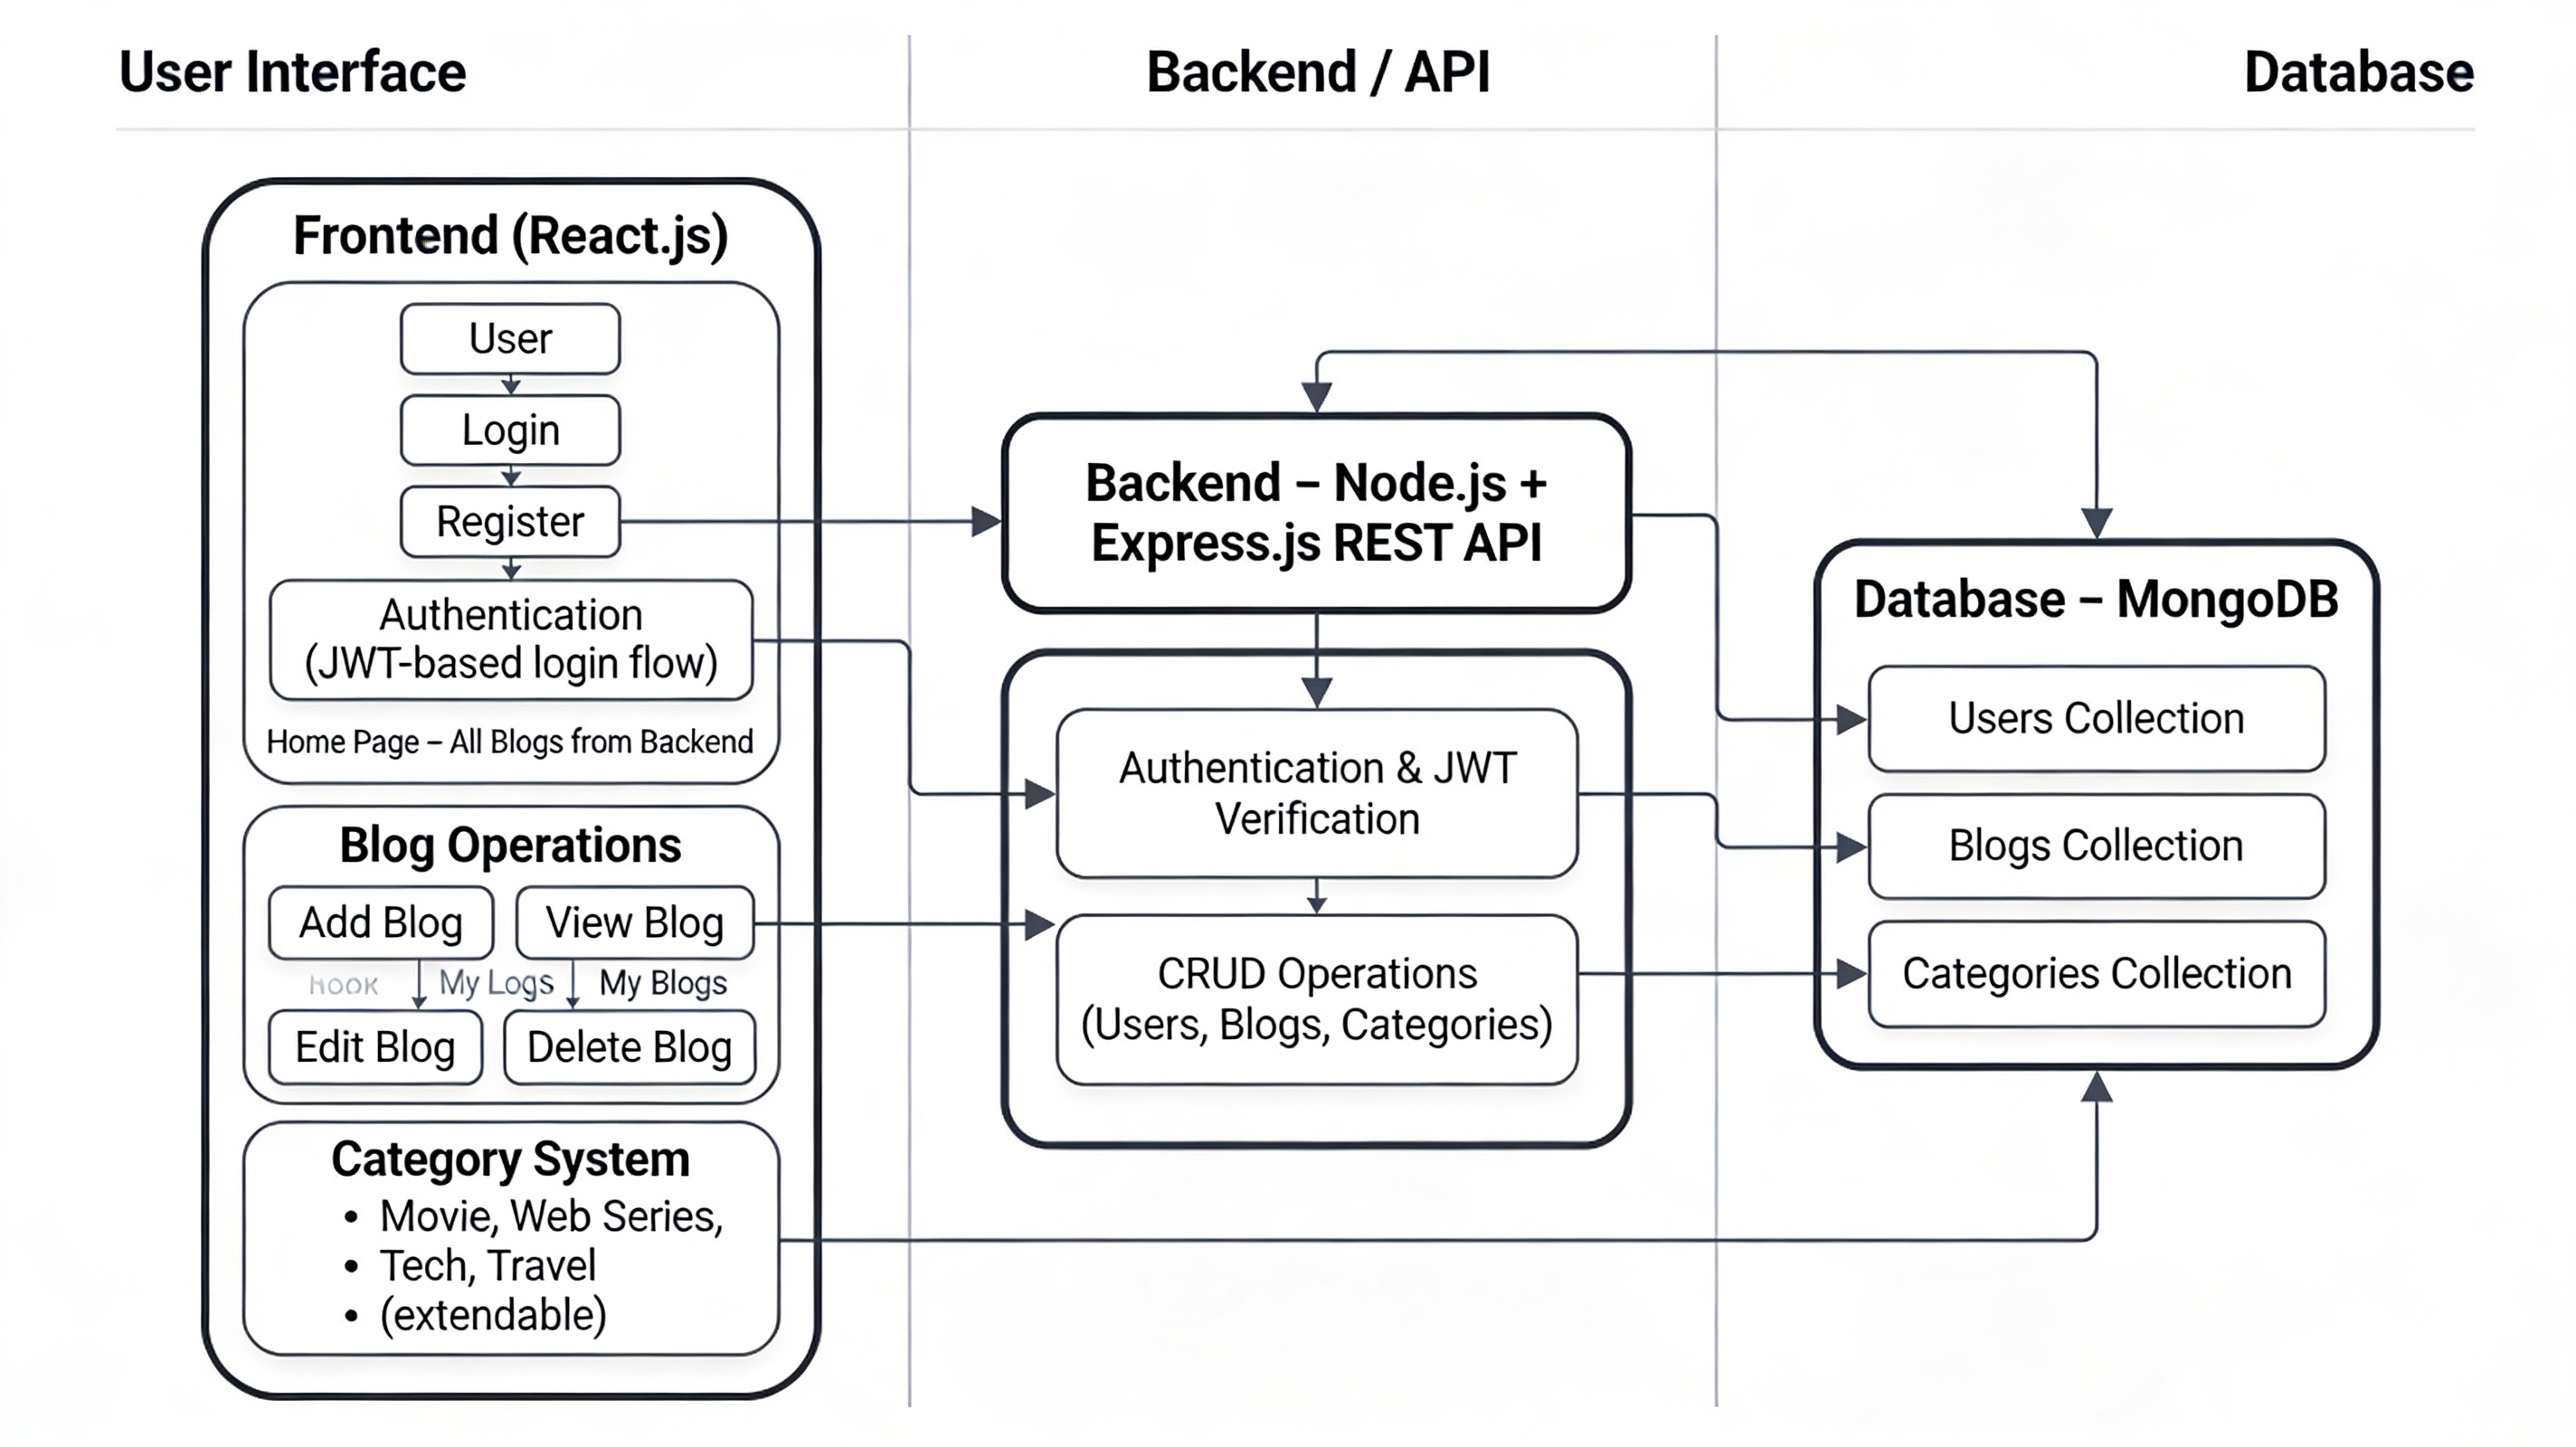 User Interface
Backend / API
Database
Frontend (React.js)
User
Login
Register
Authentication
(JWT-based login flow)
Home Page – All Blogs from Backend
Blog Operations
Add Blog
View Blog
My Logs
My Blogs
Edit Blog
Delete Blog
Category System
• Movie, Web Series,
• Tech, Travel
• (extendable)
Backend – Node.js +
Express.js REST API
Authentication & JWT
Verification
CRUD Operations
(Users, Blogs, Categories)
Database – MongoDB
Users Collection
Blogs Collection
Categories Collection